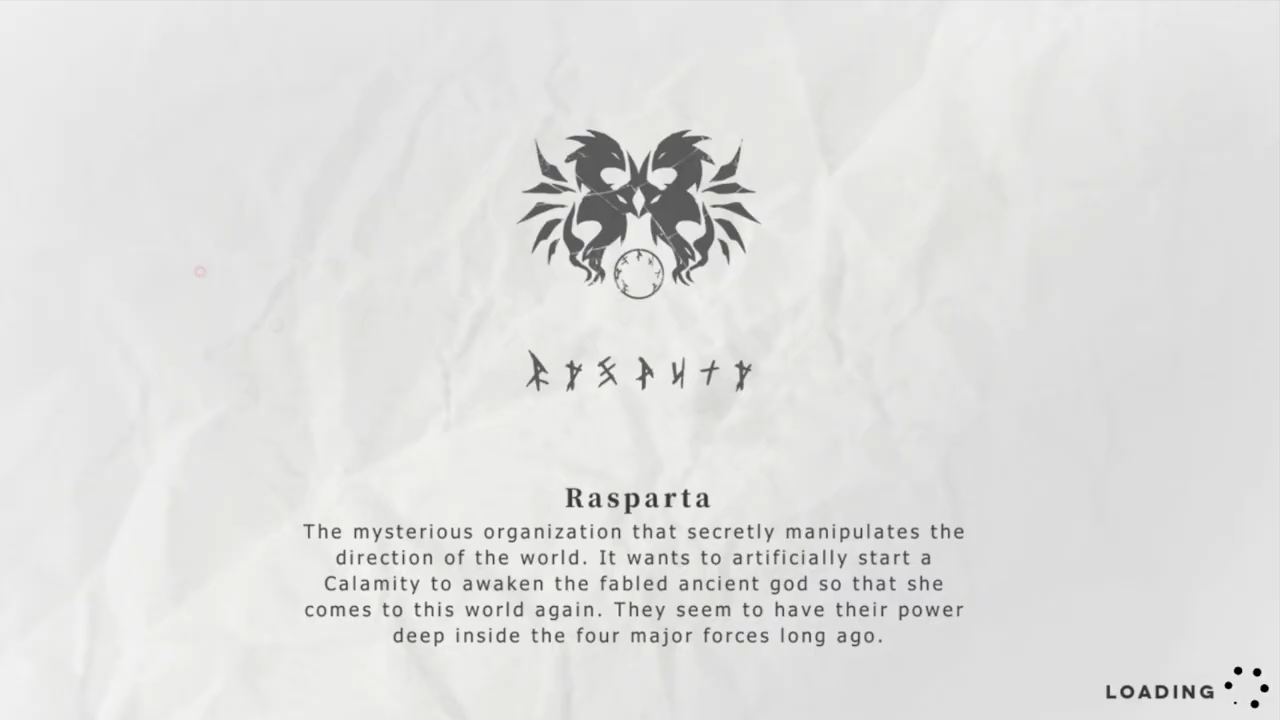 Rasparta
The mysterious organization that secretly manipulates the
direction of the world. It wants to artificially start a
Calamity to awaken the fabled ancient god so that she
comes to this world again. They seem to have their power
deep inside the four major forces long ago.
LOADING